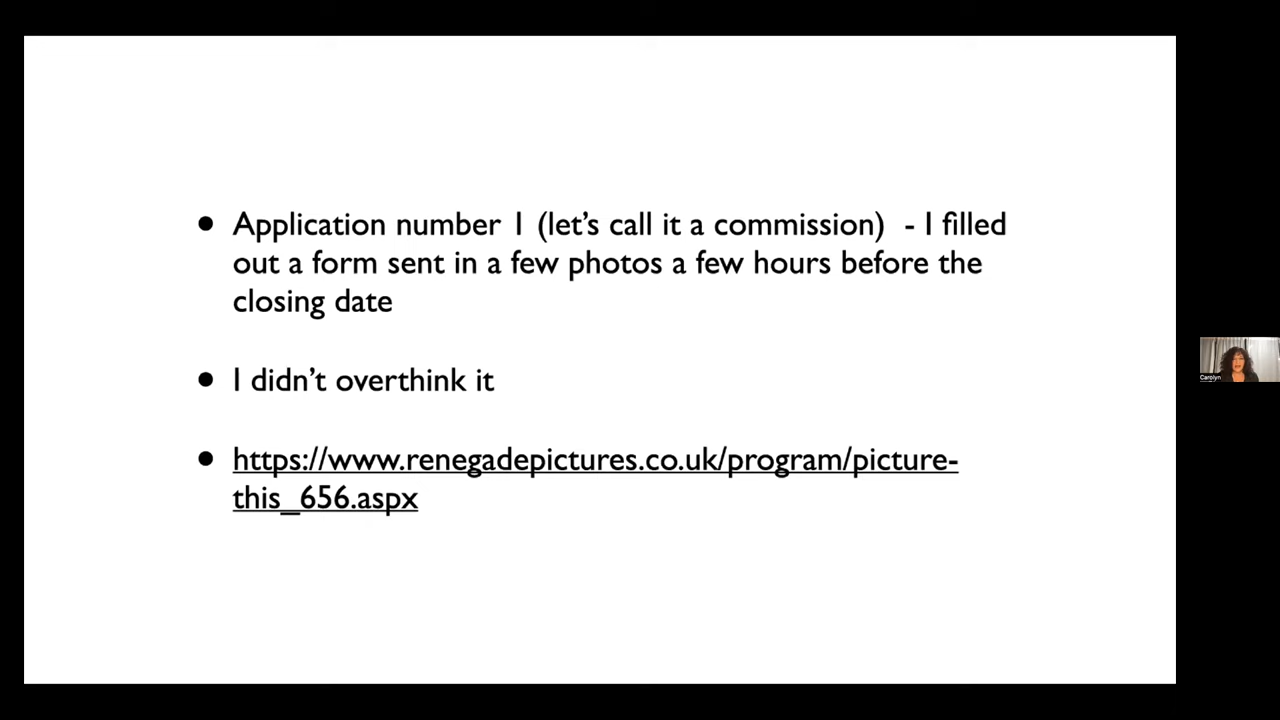 • Application number 1 (let’s call it a commission)  - I filled
out a form sent in a few photos a few hours before the
closing date
• I didn’t overthink it
• https://www.renegadepictures.co.uk/program/picture-
this_656.aspx
Carolyn